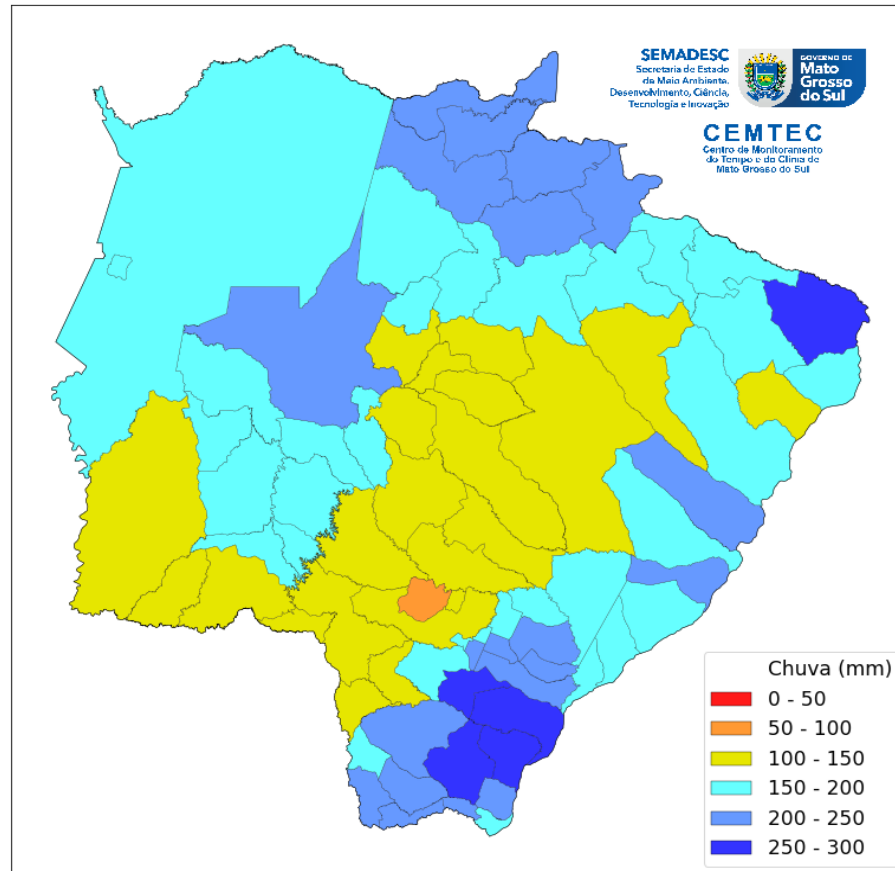 SEMADESC
Secretaria de Estado
de Meio Ambiente,
Desenvolvimento, Ciência,
Tecnologia e Inovação
GOVERNO DE
Mato
Grosso
do Sul
CEMTEC
Centro de Monitoramento
do Tempo e do Clima de
Mato Grosso do Sul
Chuva (mm)
0 - 50
50 - 100
100 - 150
150 - 200
200 - 250
250 - 300